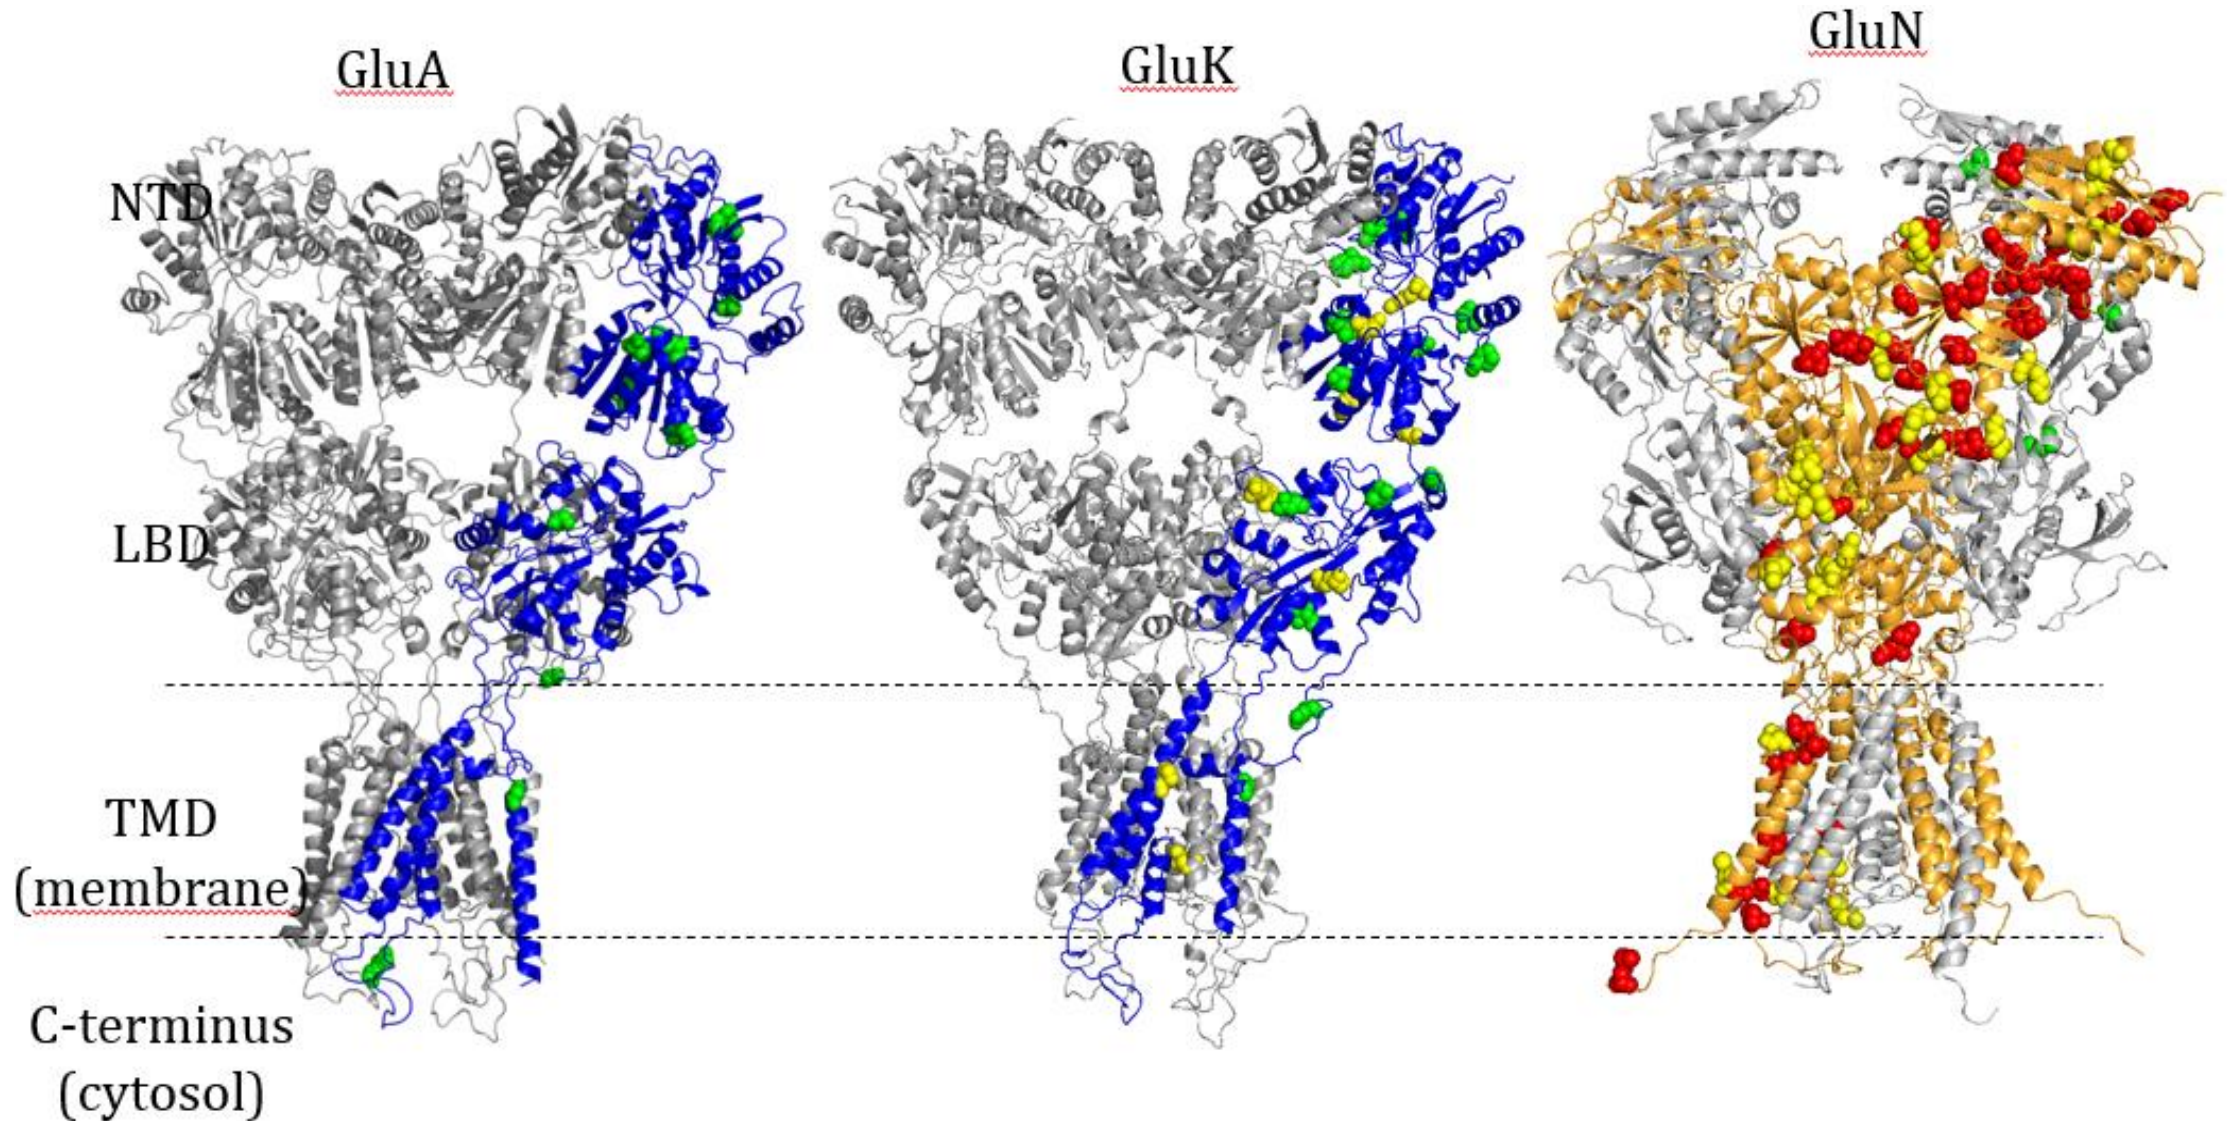 GluA
GluK
GluN
NTD
LBD
TMD
(membrane)
C-terminus
(cytosol)